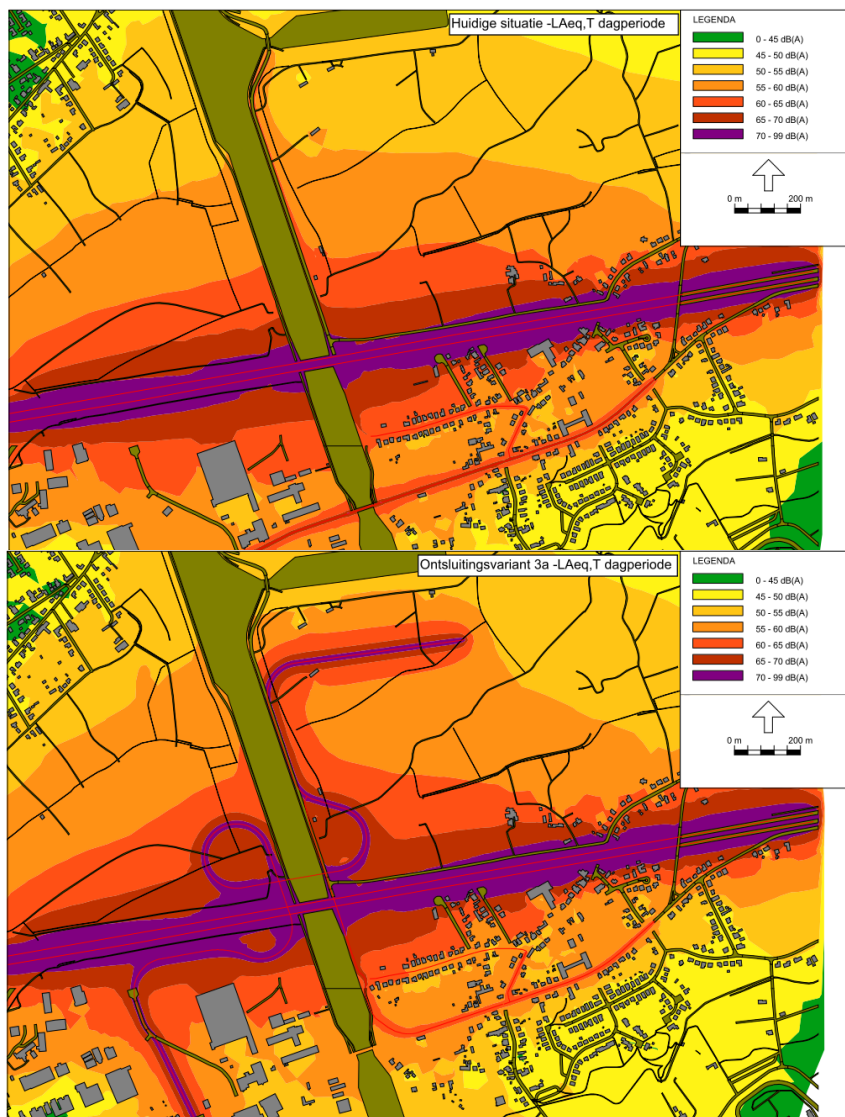 Huidige situatie -LAeq,T dagperiode
LEGENDA
0 - 45 dB(A)
45 - 50 dB(A)
50 - 55 dB(A)
55 - 60 dB(A)
60 - 65 dB(A)
65 - 70 dB(A)
70 - 99 dB(A)
0 m 200 m
Ontsluitingsvariant 3a -LAeq,T dagperiode
LEGENDA
0 - 45 dB(A)
45 - 50 dB(A)
50 - 55 dB(A)
55 - 60 dB(A)
60 - 65 dB(A)
65 - 70 dB(A)
70 - 99 dB(A)
0 m 200 m